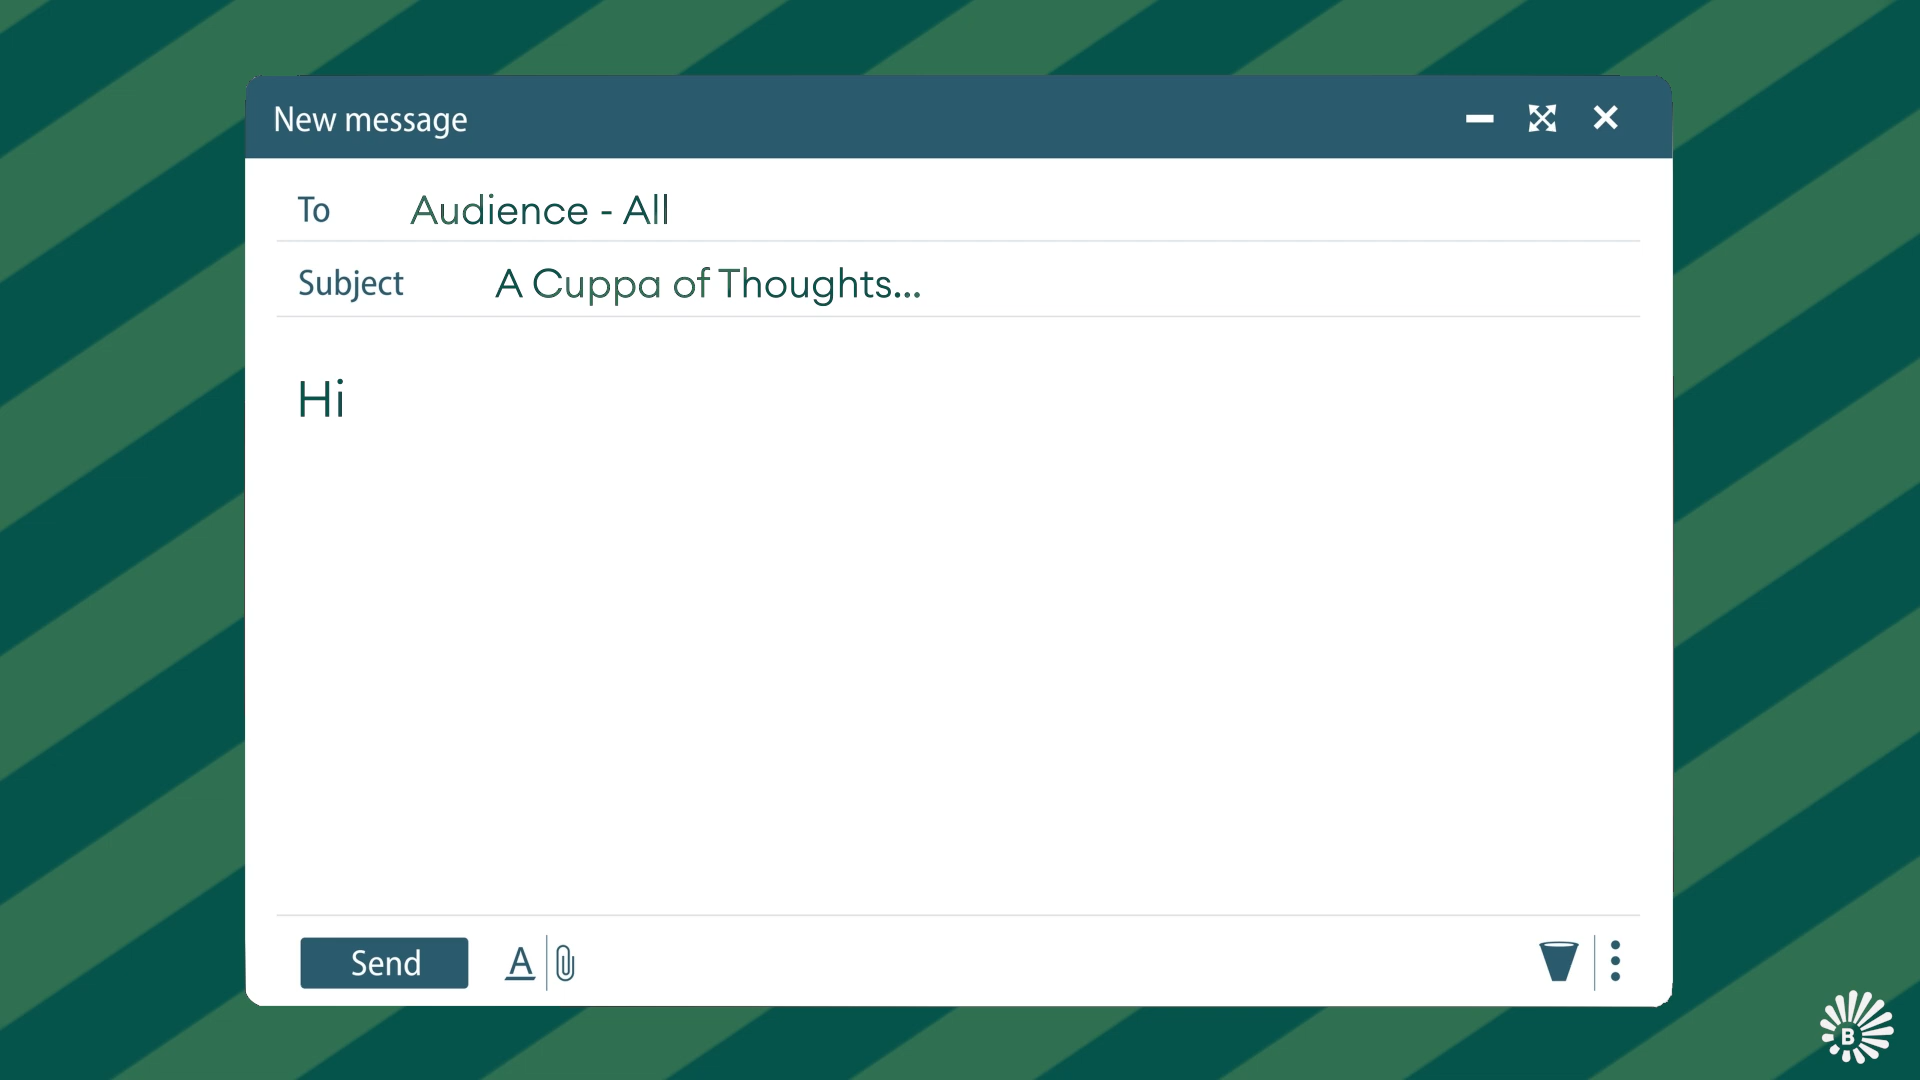 New message
To Audience - All
Subject A Cuppa of Thoughts...
Hi
Send A
B